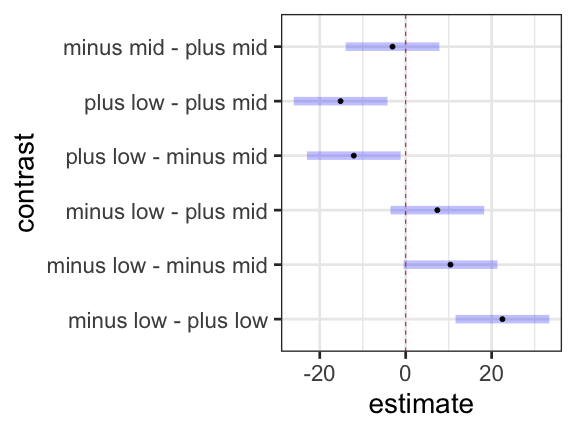 contrast
minus mid - plus mid
plus low - plus mid
plus low - minus mid
minus low - plus mid
minus low - minus mid
minus low - plus low
-20 0 20
estimate